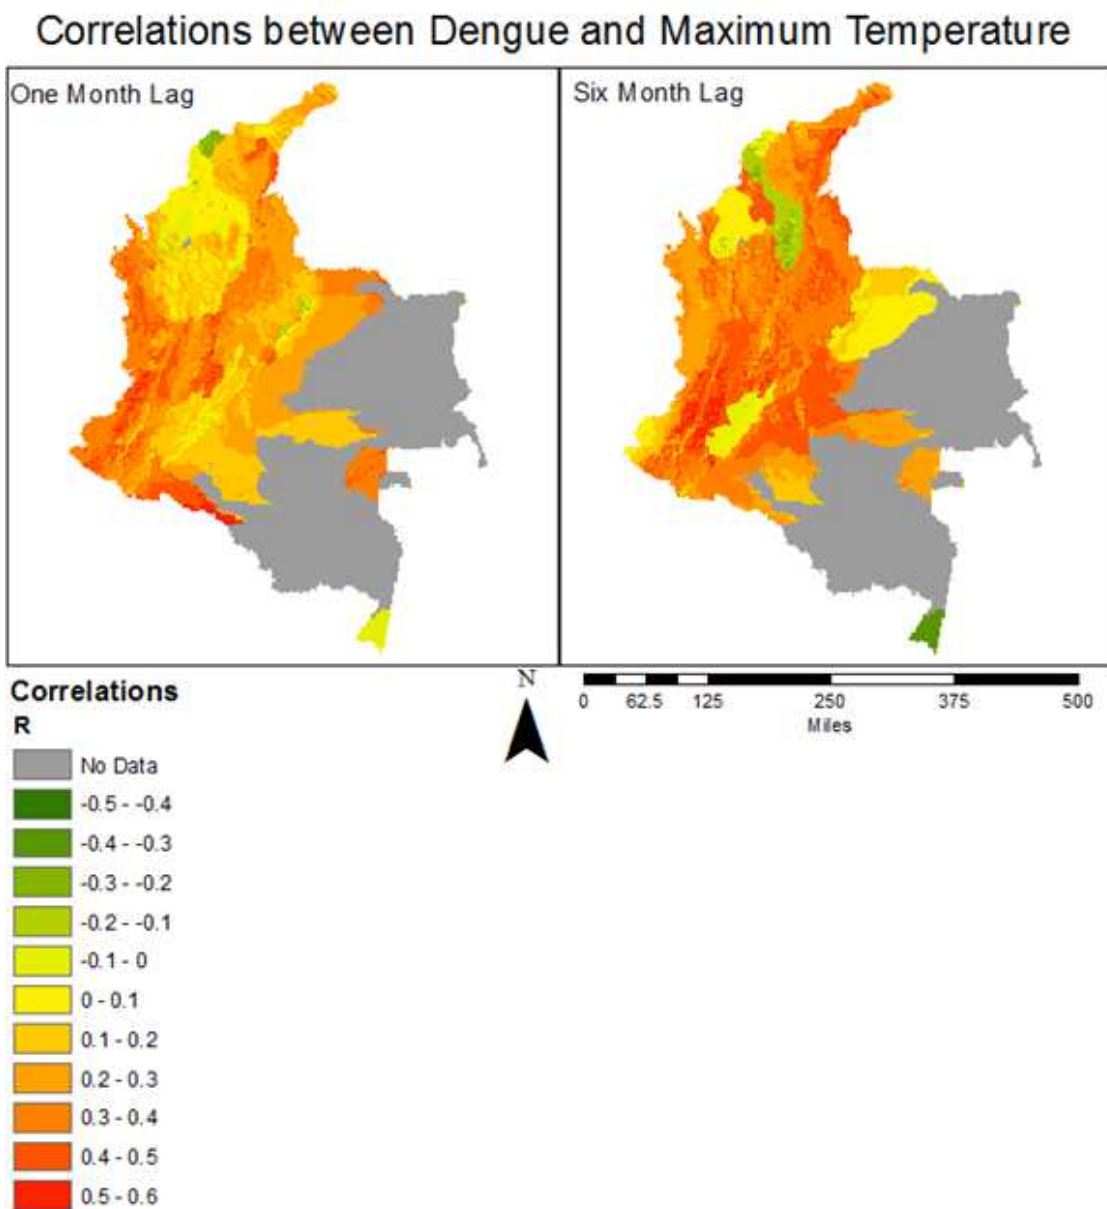 Correlations between Dengue and Maximum Temperature
One Month Lag
Six Month Lag
Correlations
R
No Data
-0.5 - -0.4
-0.4 - -0.3
-0.3 - -0.2
-0.2 - -0.1
-0.1 - 0
0 - 0.1
0.1 - 0.2
0.2 - 0.3
0.3 - 0.4
0.4 - 0.5
0.5 - 0.6
N
0 62.5 125 250 375 500
Miles